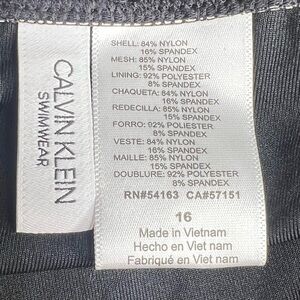 CALVIN KLEIN
SWIMWEAR
SHELL: 84% NYLON
16% SPANDEX
MESH: 85% NYLON
15% SPANDEX
LINING: 92% POLYESTER
8% SPANDEX
CHAQUETA: 84% NYLON
16% SPANDEX
REDECILLA: 85% NYLON
15% SPANDEX
FORRO: 92% POLYESTER
8% SPANDEX
VESTE: 84% NYLON
16% SPANDEX
MAILLE: 85% NYLON
15% SPANDEX
DOUBLURE: 92% POLYESTER
8% SPANDEX
RN#54163 CA#57151
16
Made in Vietnam
Hecho en Viet nam
Fabriqué en Viet nam